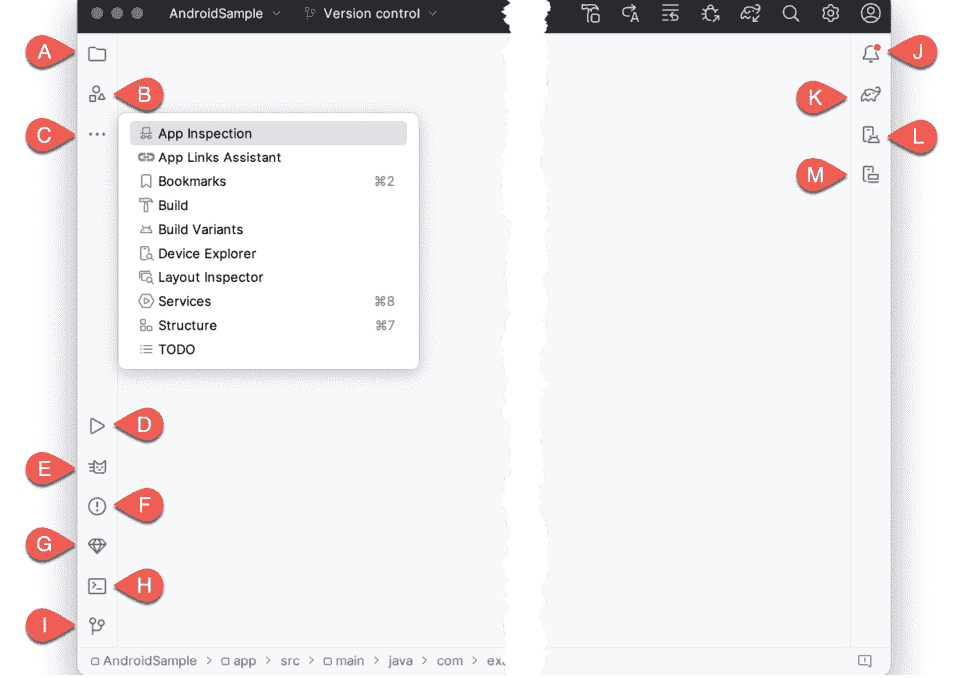 AndroidSample Version control
A
J
B
K
C
L
M
App Inspection
App Links Assistant
Bookmarks ⌘2
Build
Build Variants
Device Explorer
Layout Inspector
Services ⌘8
Structure ⌘7
TODO
D
E
F
G
H
I
AndroidSample > app > src > main > java > com >